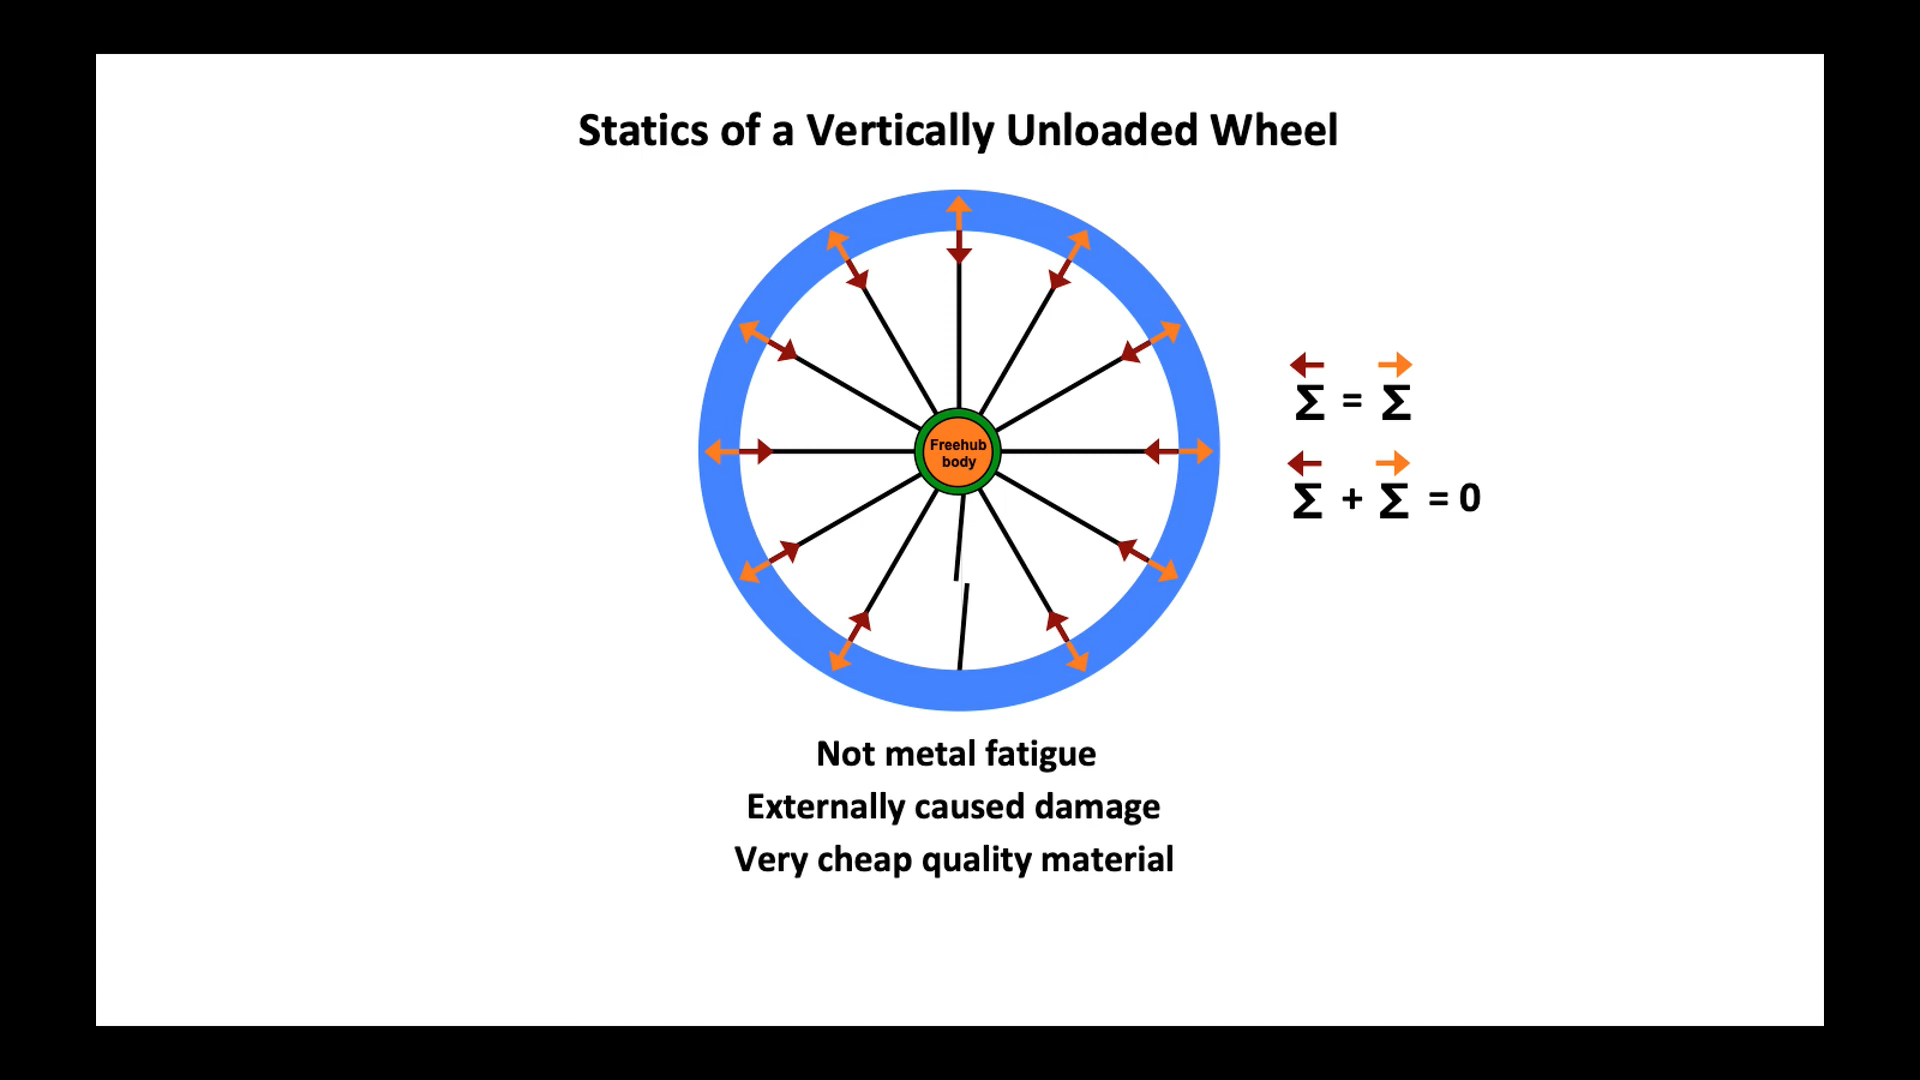 Statics of a Vertically Unloaded Wheel
Freehub
body
Σ = Σ
Σ + Σ = 0
Not metal fatigue
Externally caused damage
Very cheap quality material